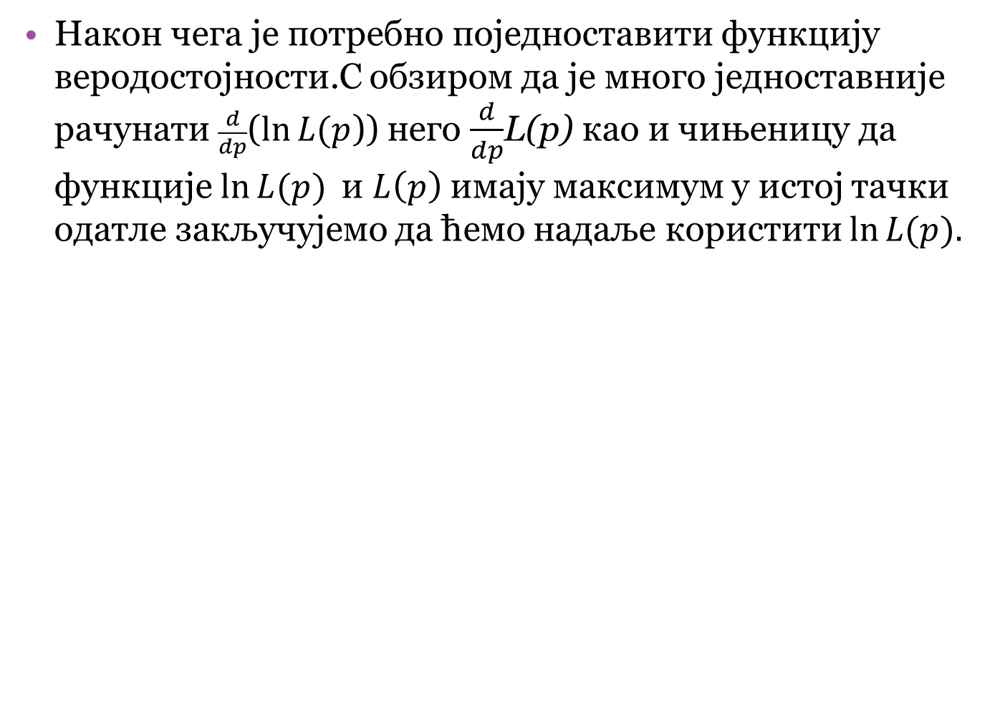 • Након чега је потребно поједноставити функцију
веродостојности.С обзиром да је много једноставније
рачунати d/dp(ln L(p)) него d/dp L(p) као и чињеницу да
функције ln L(p) и L(p) имају максимум у истој тачки
одатле закључујемо да ћемо надаље користити ln L(p).